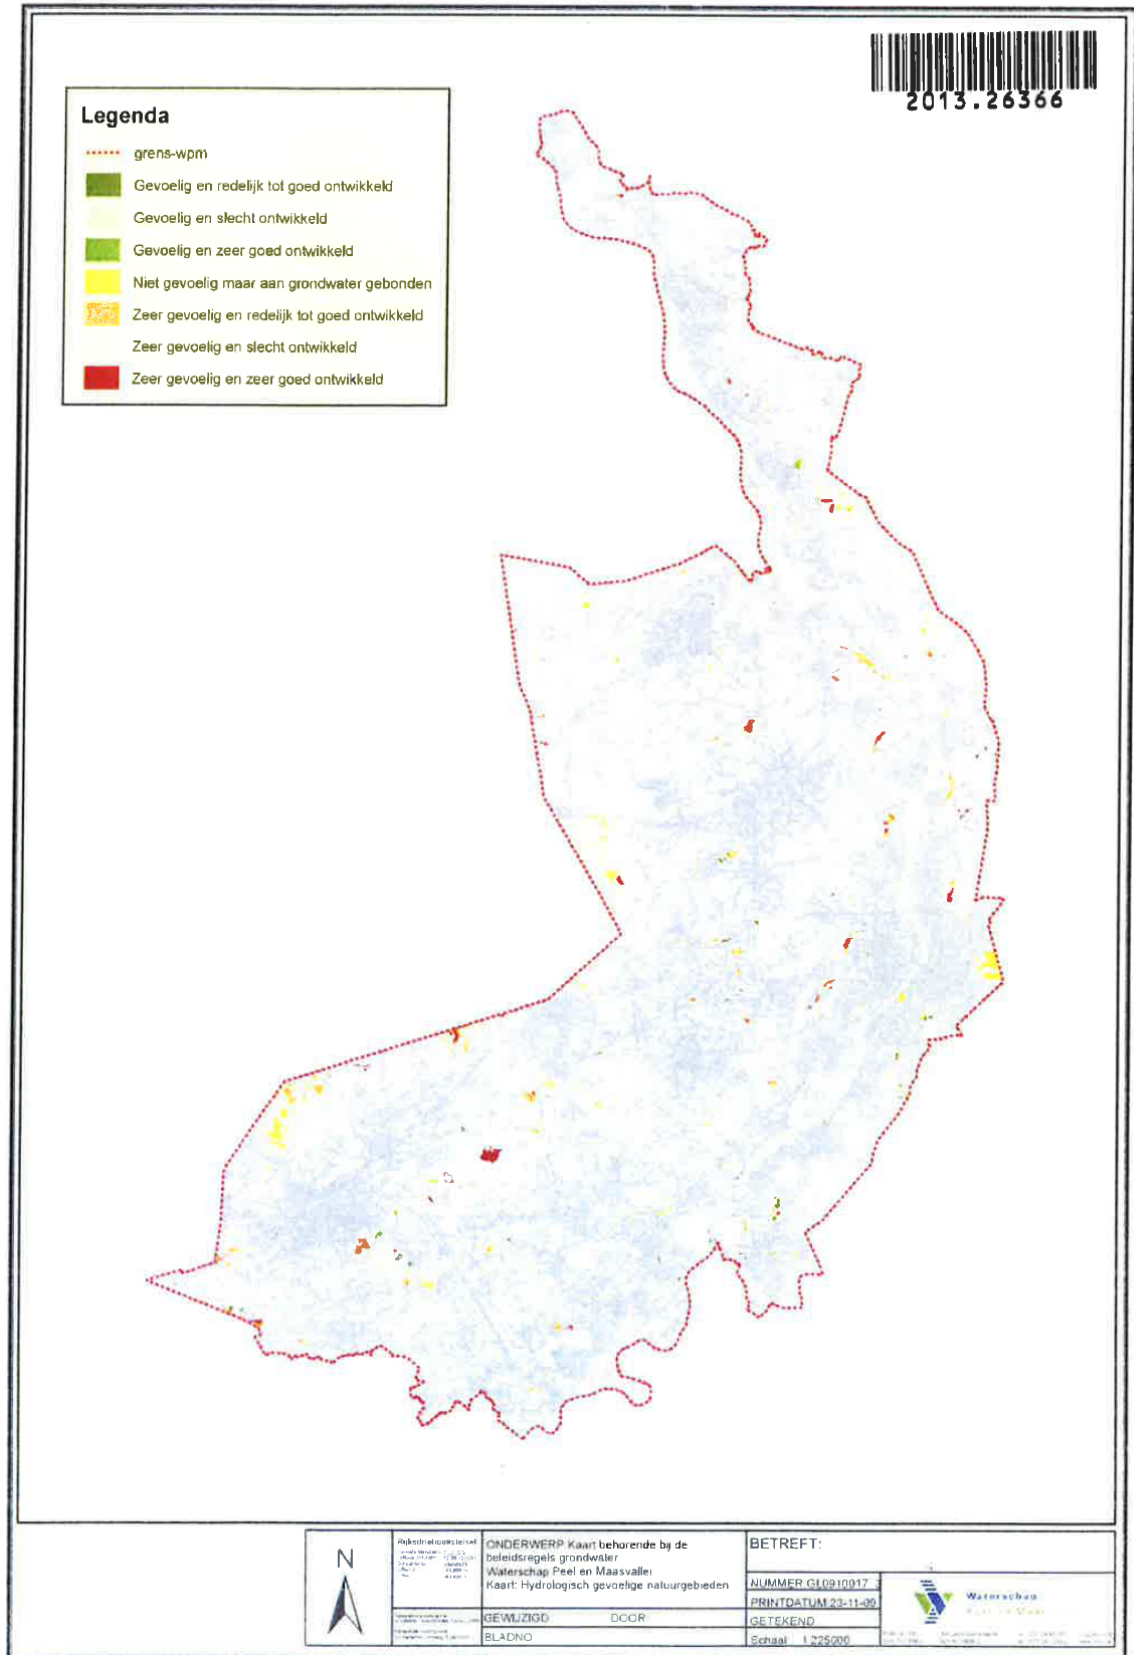 2013.26366
Legenda
grens-wpm
Gevoelig en redelijk tot goed ontwikkeld
Gevoelig en slecht ontwikkeld
Gevoelig en zeer goed ontwikkeld
Niet gevoelig maar aan grondwater gebonden
Zeer gevoelig en redelijk tot goed ontwikkeld
Zeer gevoelig en slecht ontwikkeld
Zeer gevoelig en zeer goed ontwikkeld
N
Rijksdriehoeksstelsel
ONDERWERP Kaart behorende bij de
beleidsregels grondwater
Waterschap Peel en Maasvallei
Kaart: Hydrologisch gevoelige natuurgebieden
GEWIJZIGD DOOR
BLADNO
BETREFT:
NUMMER GL0910017_3
PRINTDATUM 23-11-09
GETEKEND
Schaal 1:225000
Waterschap